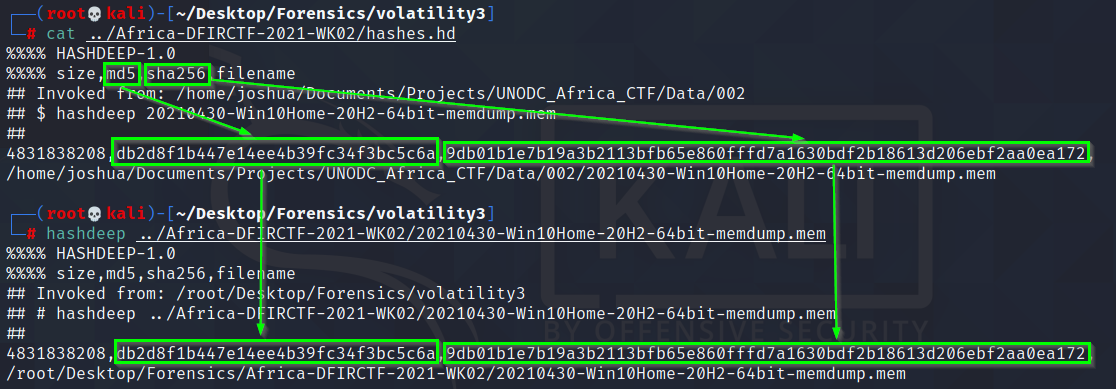 ┌──(root💀kali)-[~/Desktop/Forensics/volatility3]
└─# cat ../Africa-DFIRCTF-2021-WK02/hashes.hd
%%%% HASHDEEP-1.0
%%%% size,md5,sha256,filename
## Invoked from: /home/joshua/Documents/Projects/UNODC_Africa_CTF/Data/002
## $ hashdeep 20210430-Win10Home-20H2-64bit-memdump.mem
##
4831838208,db2d8f1b447e14ee4b39fc34f3bc5c6a,9db01b1e7b19a3b2113bfb65e860fffd7a1630bdf2b18613d206ebf2aa0ea172,
/home/joshua/Documents/Projects/UNODC_Africa_CTF/Data/002/20210430-Win10Home-20H2-64bit-memdump.mem
┌──(root💀kali)-[~/Desktop/Forensics/volatility3]
└─# hashdeep ../Africa-DFIRCTF-2021-WK02/20210430-Win10Home-20H2-64bit-memdump.mem
%%%% HASHDEEP-1.0
%%%% size,md5,sha256,filename
## Invoked from: /root/Desktop/Forensics/volatility3
## # hashdeep ../Africa-DFIRCTF-2021-WK02/20210430-Win10Home-20H2-64bit-memdump.mem
##
4831838208,db2d8f1b447e14ee4b39fc34f3bc5c6a,9db01b1e7b19a3b2113bfb65e860fffd7a1630bdf2b18613d206ebf2aa0ea172,
/root/Desktop/Forensics/Africa-DFIRCTF-2021-WK02/20210430-Win10Home-20H2-64bit-memdump.mem
KALI
BY OFFENSIVE SECURITY